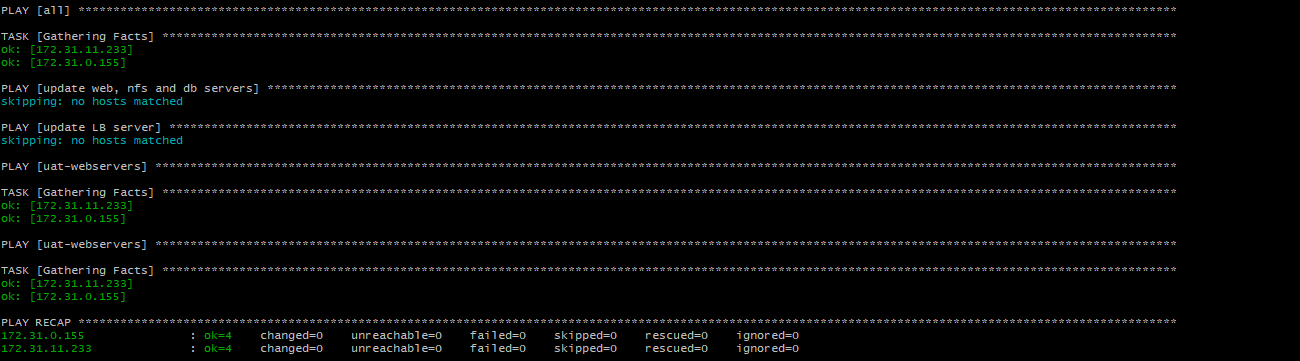 PLAY [all] ************************************************************************************************************************************************************
TASK [Gathering Facts] ************************************************************************************************************************************************
ok: [172.31.11.233]
ok: [172.31.0.155]
PLAY [update web, nfs and db servers] *********************************************************************************************************************************
skipping: no hosts matched
PLAY [update LB server] ***********************************************************************************************************************************************
skipping: no hosts matched
PLAY [uat-webservers] *************************************************************************************************************************************************
TASK [Gathering Facts] ************************************************************************************************************************************************
ok: [172.31.11.233]
ok: [172.31.0.155]
PLAY [uat-webservers] *************************************************************************************************************************************************
TASK [Gathering Facts] ************************************************************************************************************************************************
ok: [172.31.11.233]
ok: [172.31.0.155]
PLAY RECAP ************************************************************************************************************************************************************
172.31.0.155               : ok=4    changed=0    unreachable=0    failed=0    skipped=0    rescued=0    ignored=0
172.31.11.233              : ok=4    changed=0    unreachable=0    failed=0    skipped=0    rescued=0    ignored=0